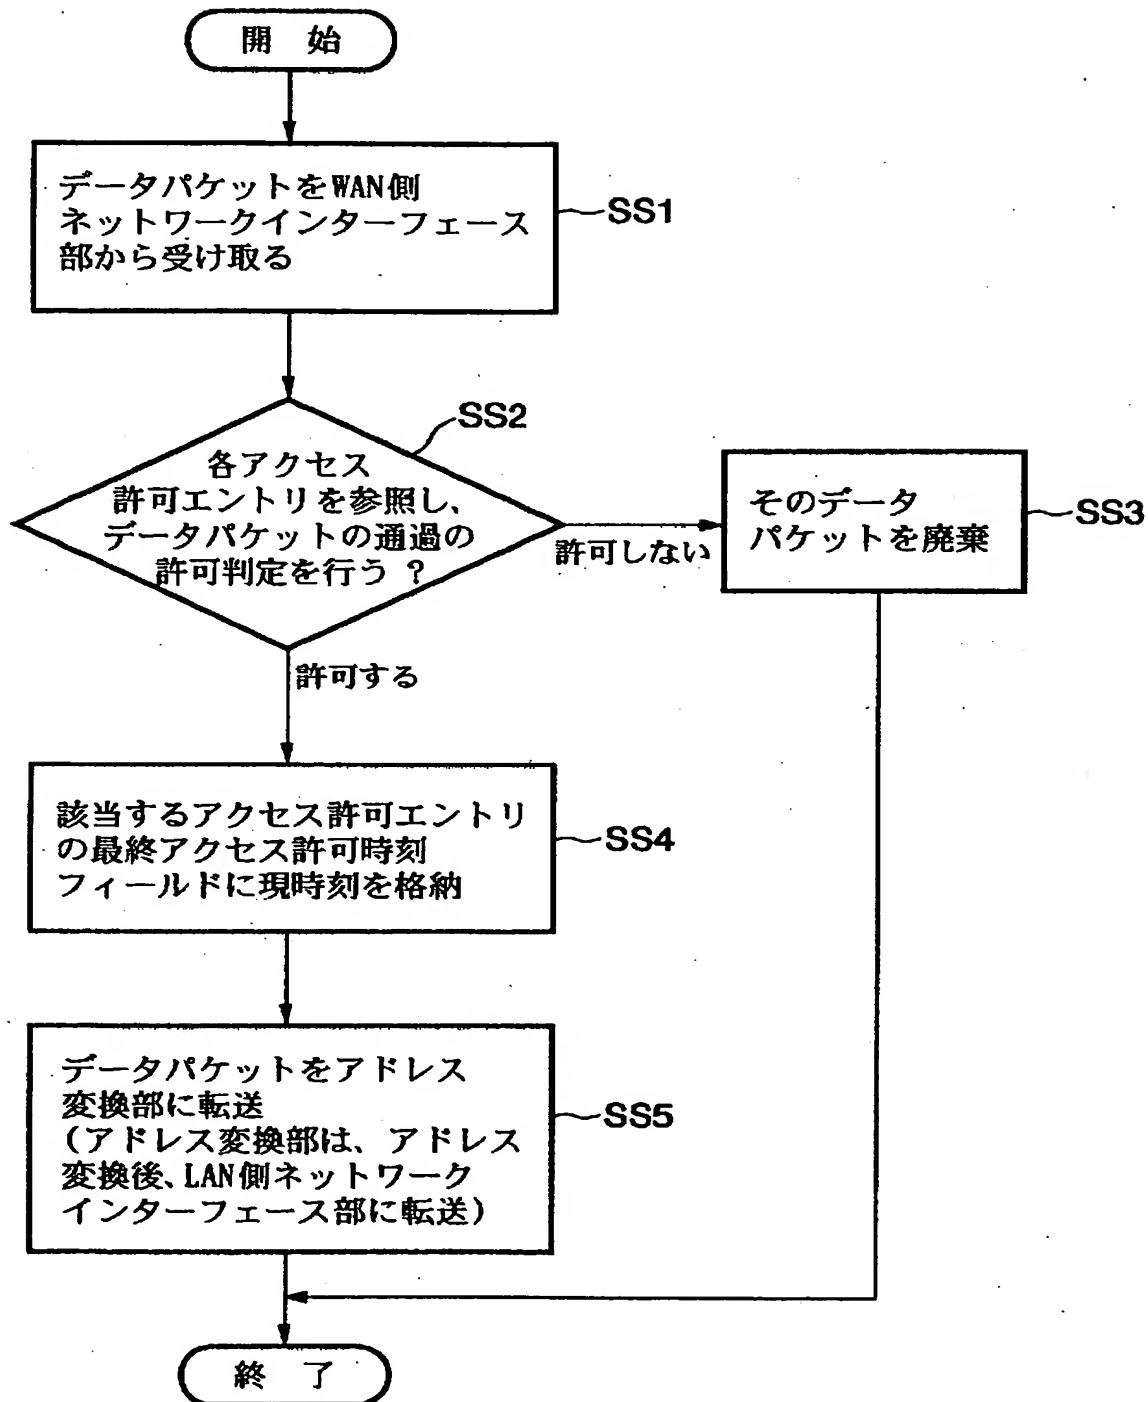 開 始
データパケットをWAN側
ネットワークインターフェース
部から受け取る
SS1
SS2
各アクセス
許可エントリを参照し、
データパケットの通過の
許可判定を行う ?
許可しない
そのデータ
パケットを廃棄
SS3
許可する
該当するアクセス許可エントリ
の最終アクセス許可時刻
フィールドに現時刻を格納
SS4
データパケットをアドレス
変換部に転送
(アドレス変換部は、アドレス
変換後、LAN側ネットワーク
インターフェース部に転送)
SS5
終 了